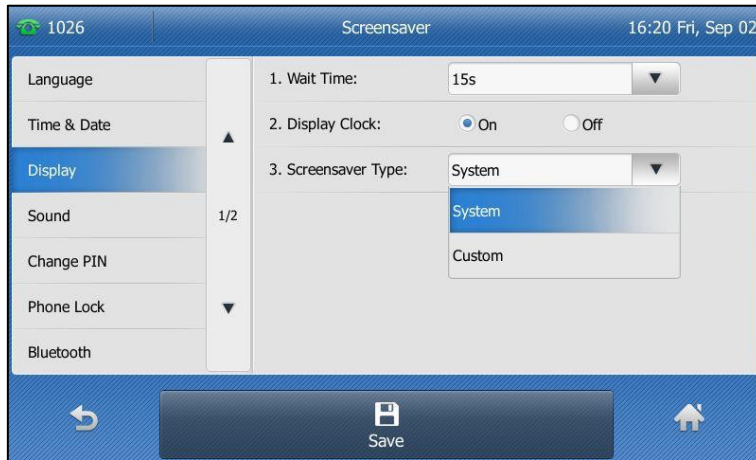 1026 Screensaver 16:20 Fri, Sep 02
Language
Time & Date
Display
Sound
Change PIN
Phone Lock
Bluetooth
1/2
1. Wait Time: 15s
2. Display Clock: On Off
3. Screensaver Type: System
System
Custom
Save